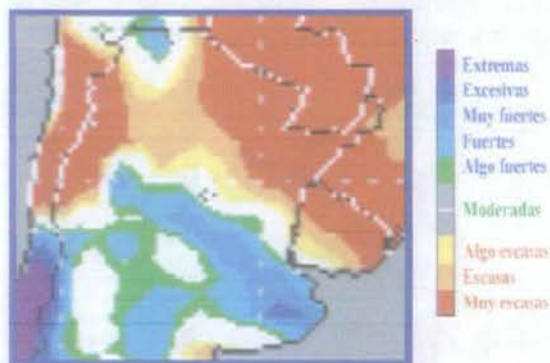 Extremas
Excesivas
Muy fuertes
Fuertes
Algo fuertes
Moderadas
Algo escasas
Escasas
Muy escasas